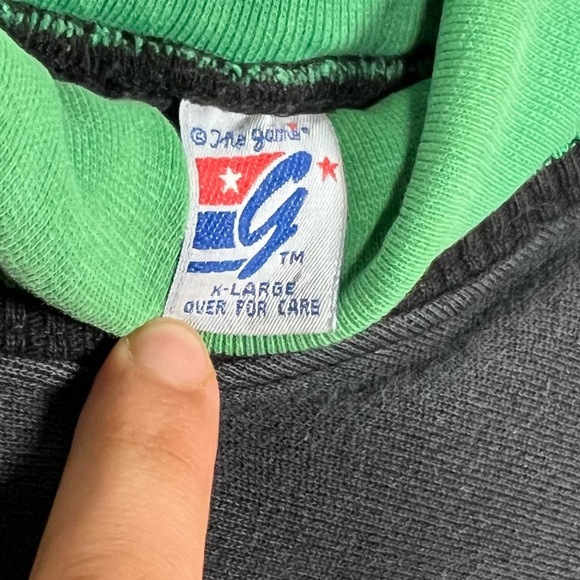 © The Game
G
TM
X-LARGE
OVER FOR CARE